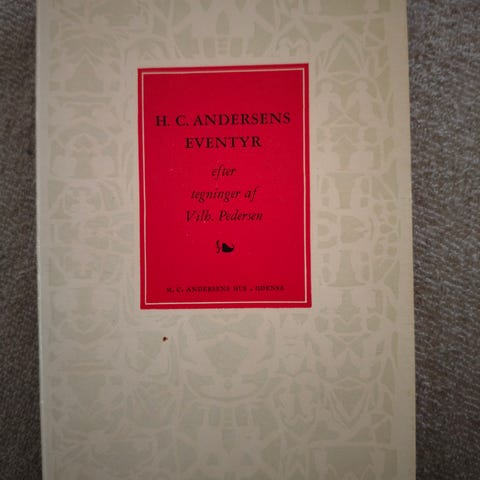 H. C. ANDERSENS
EVENTYR
efter
tegninger af
Vilh. Pedersen
H. C. ANDERSENS HUS . ODENSE